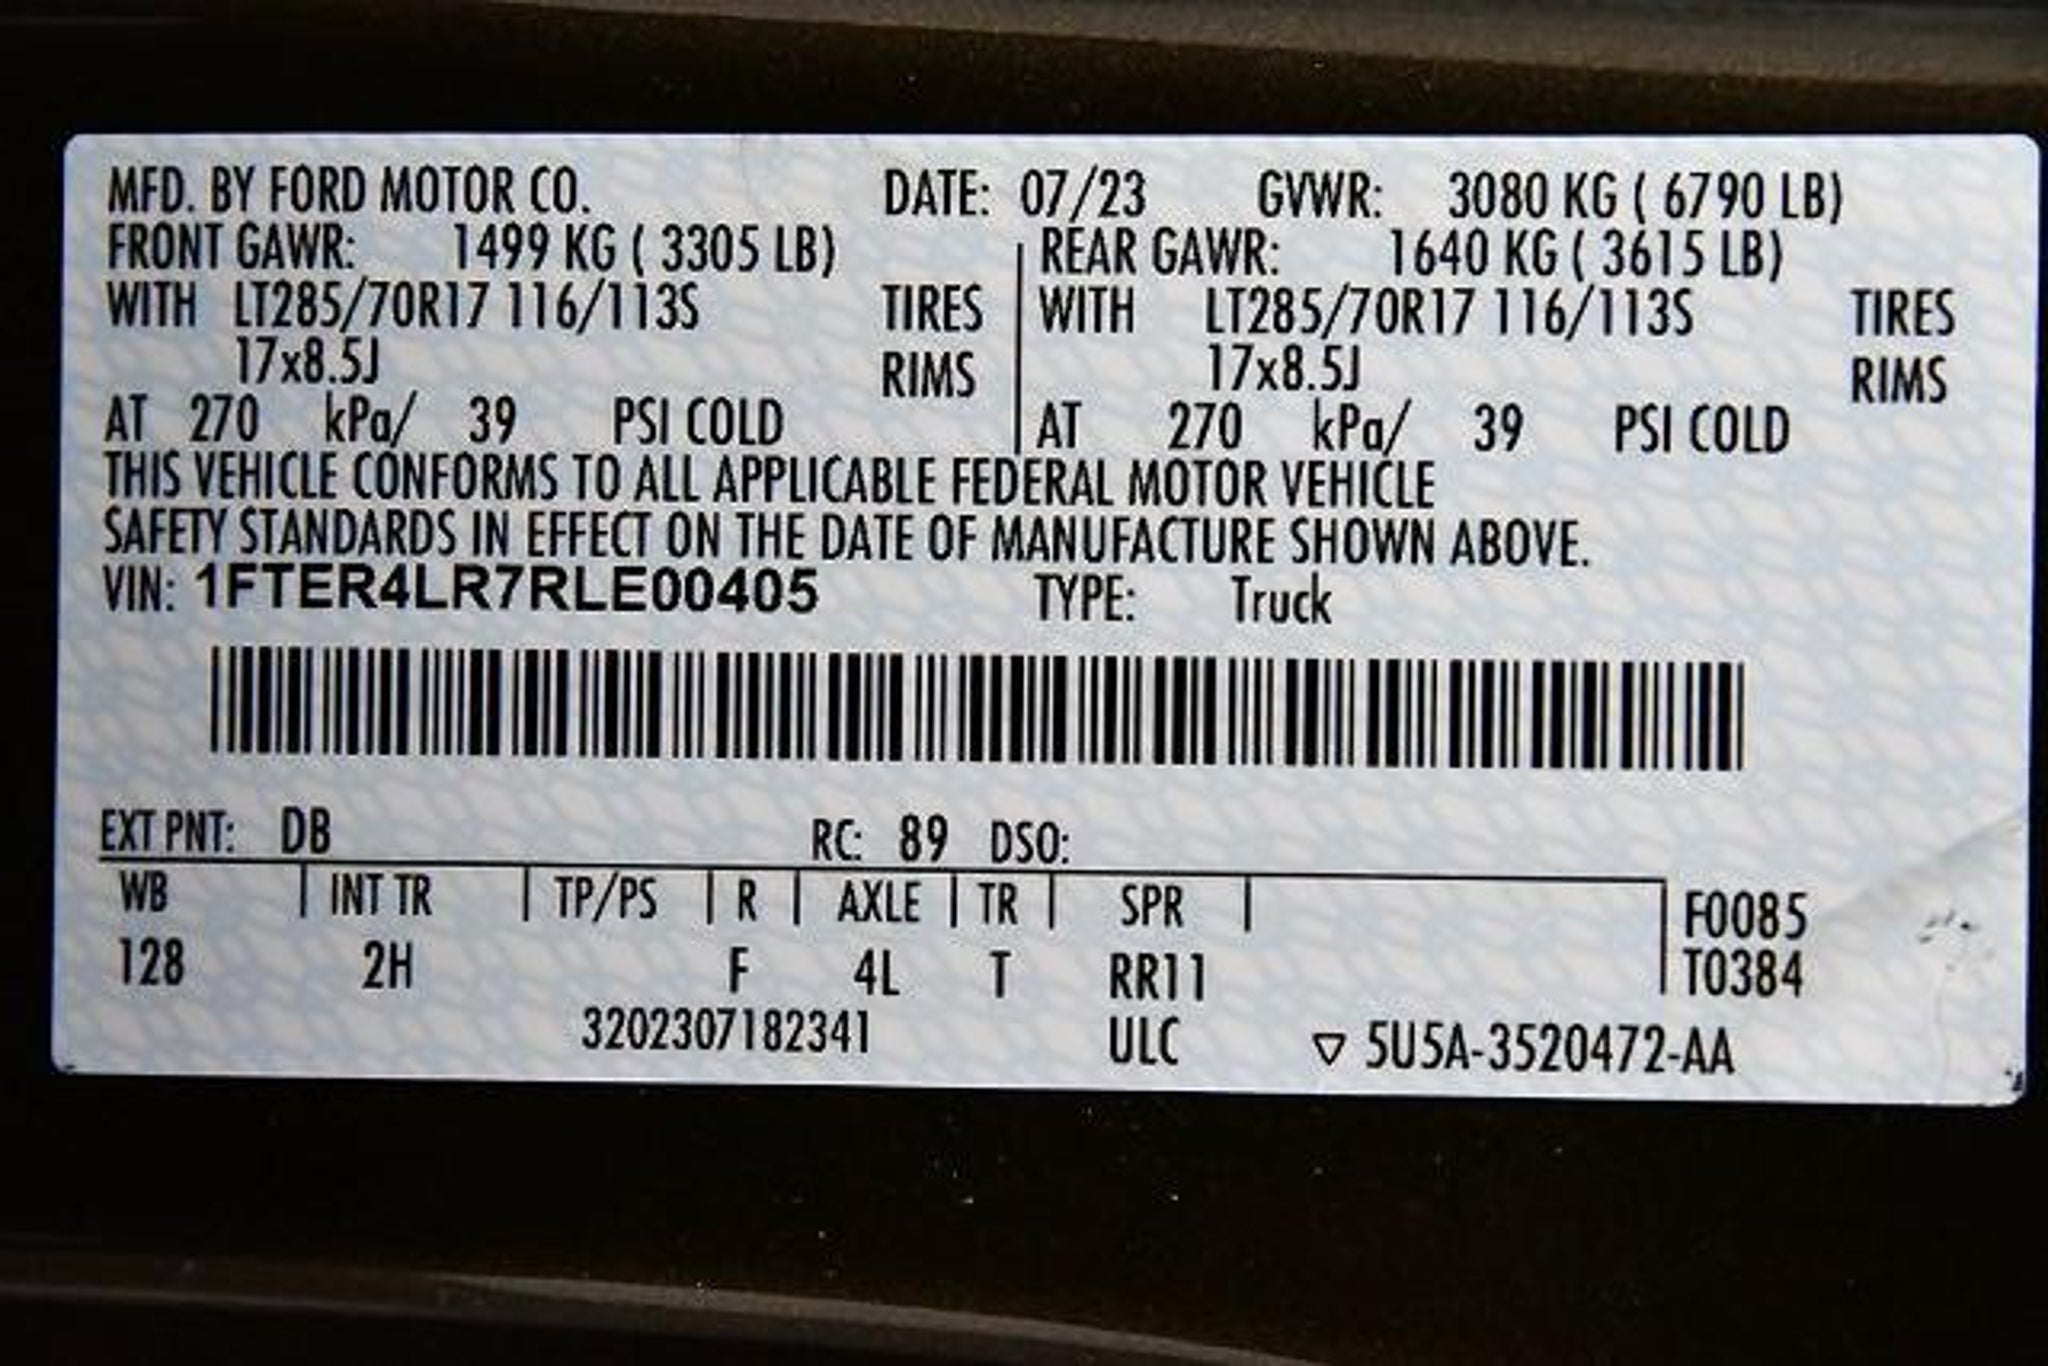 MFD. BY FORD MOTOR CO. DATE: 07/23 GVWR: 3080 KG ( 6790 LB)
FRONT GAWR: 1499 KG ( 3305 LB) REAR GAWR: 1640 KG ( 3615 LB)
WITH LT285/70R17 116/113S TIRES WITH LT285/70R17 116/113S TIRES
17x8.5J RIMS 17x8.5J RIMS
AT 270 kPa/ 39 PSI COLD AT 270 kPa/ 39 PSI COLD
THIS VEHICLE CONFORMS TO ALL APPLICABLE FEDERAL MOTOR VEHICLE
SAFETY STANDARDS IN EFFECT ON THE DATE OF MANUFACTURE SHOWN ABOVE.
VIN: 1FTER4LR7RLE00405 TYPE: Truck
EXT PNT: DB RC: 89 DSO:
WB INT TR TP/PS R AXLE TR SPR F0085
128 2H F 4L T RR11 T0384
3202307182341 ULC ▽ 5U5A-3520472-AA